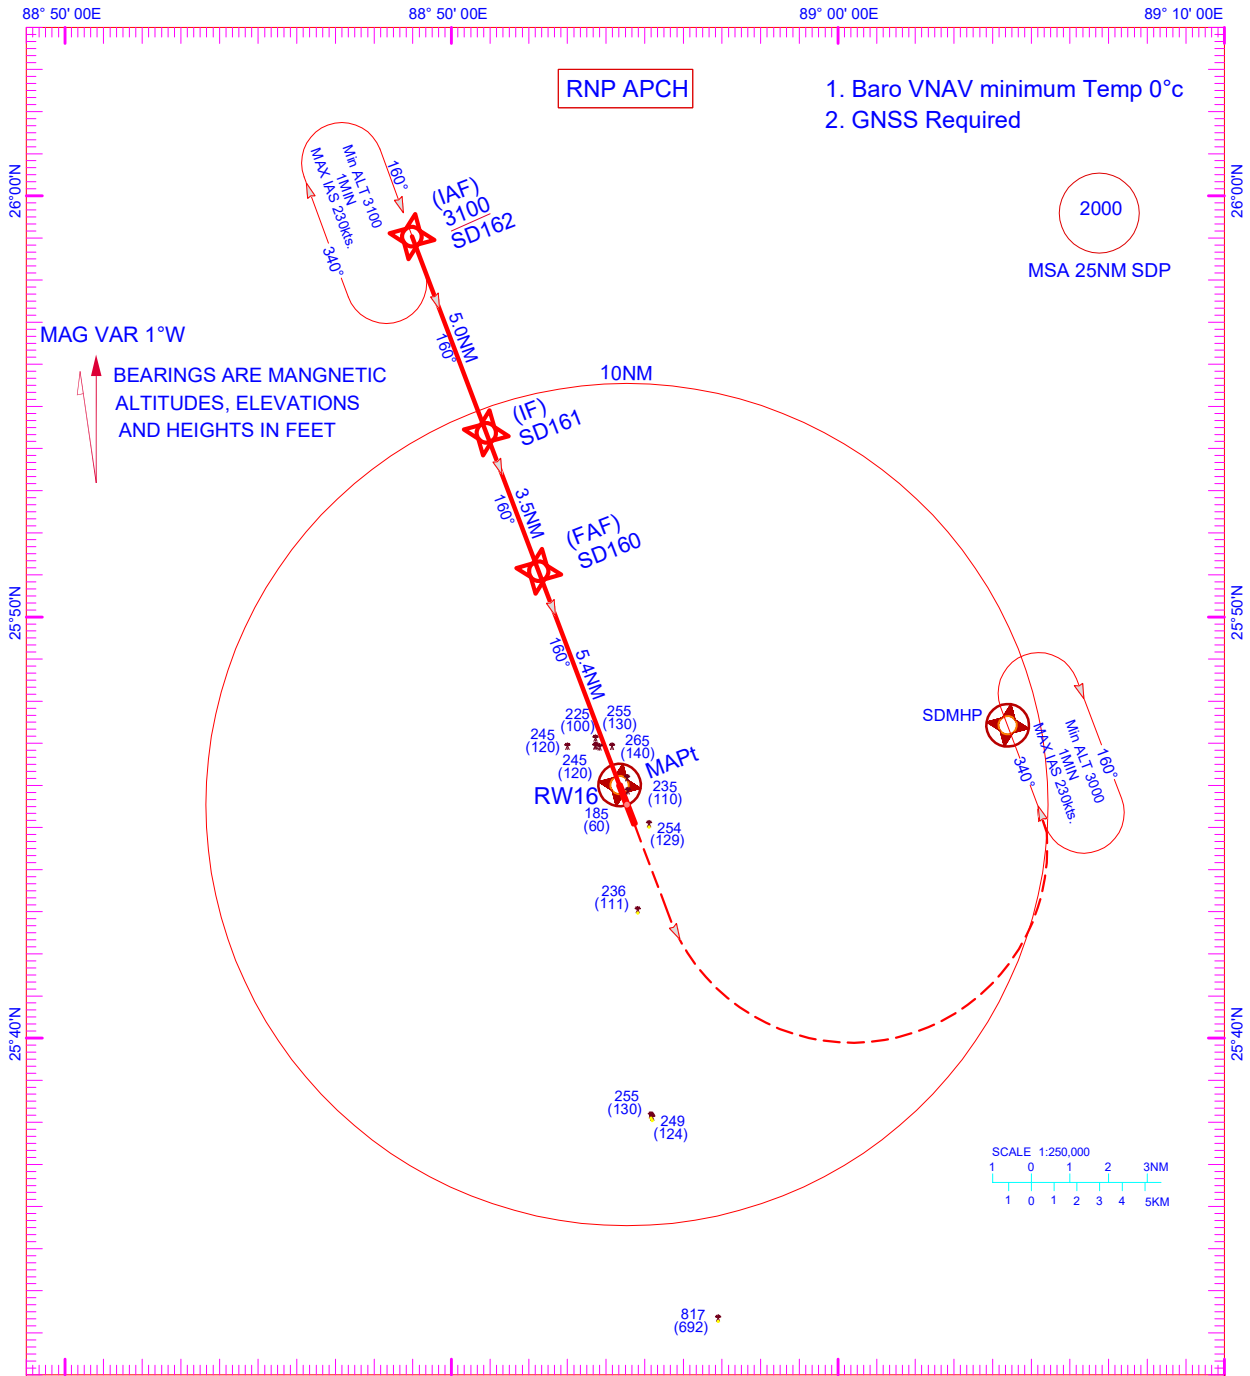 88° 50' 00E
88° 50' 00E
89° 00' 00E
89° 10' 00E
RNP APCH
1. Baro VNAV minimum Temp 0°c
2. GNSS Required
26°00'N
26°00'N
160°
Min ALT 3100
1MIN
MAX IAS 230kts.
340°
(IAF)
3100
SD162
2000
MSA 25NM SDP
MAG VAR 1°W
BEARINGS ARE MANGNETIC
ALTITUDES, ELEVATIONS
AND HEIGHTS IN FEET
5.0NM
160°
10NM
(IF)
SD161
3.5NM
160°
(FAF)
SD160
25°50'N
25°50'N
5.4NM
160°
225
(100)
255
(130)
245
(120)
245
(120)
265
(140)
MAPt
RW16
235
(110)
185
(60)
254
(129)
236
(111)
SDMHP
340°
160°
Min ALT 3000
1MIN
MAX IAS 230kts.
25°40'N
25°40'N
255
(130)
249
(124)
SCALE 1:250,000
1 0 1 2 3NM
1 0 1 2 3 4 5KM
817
(692)